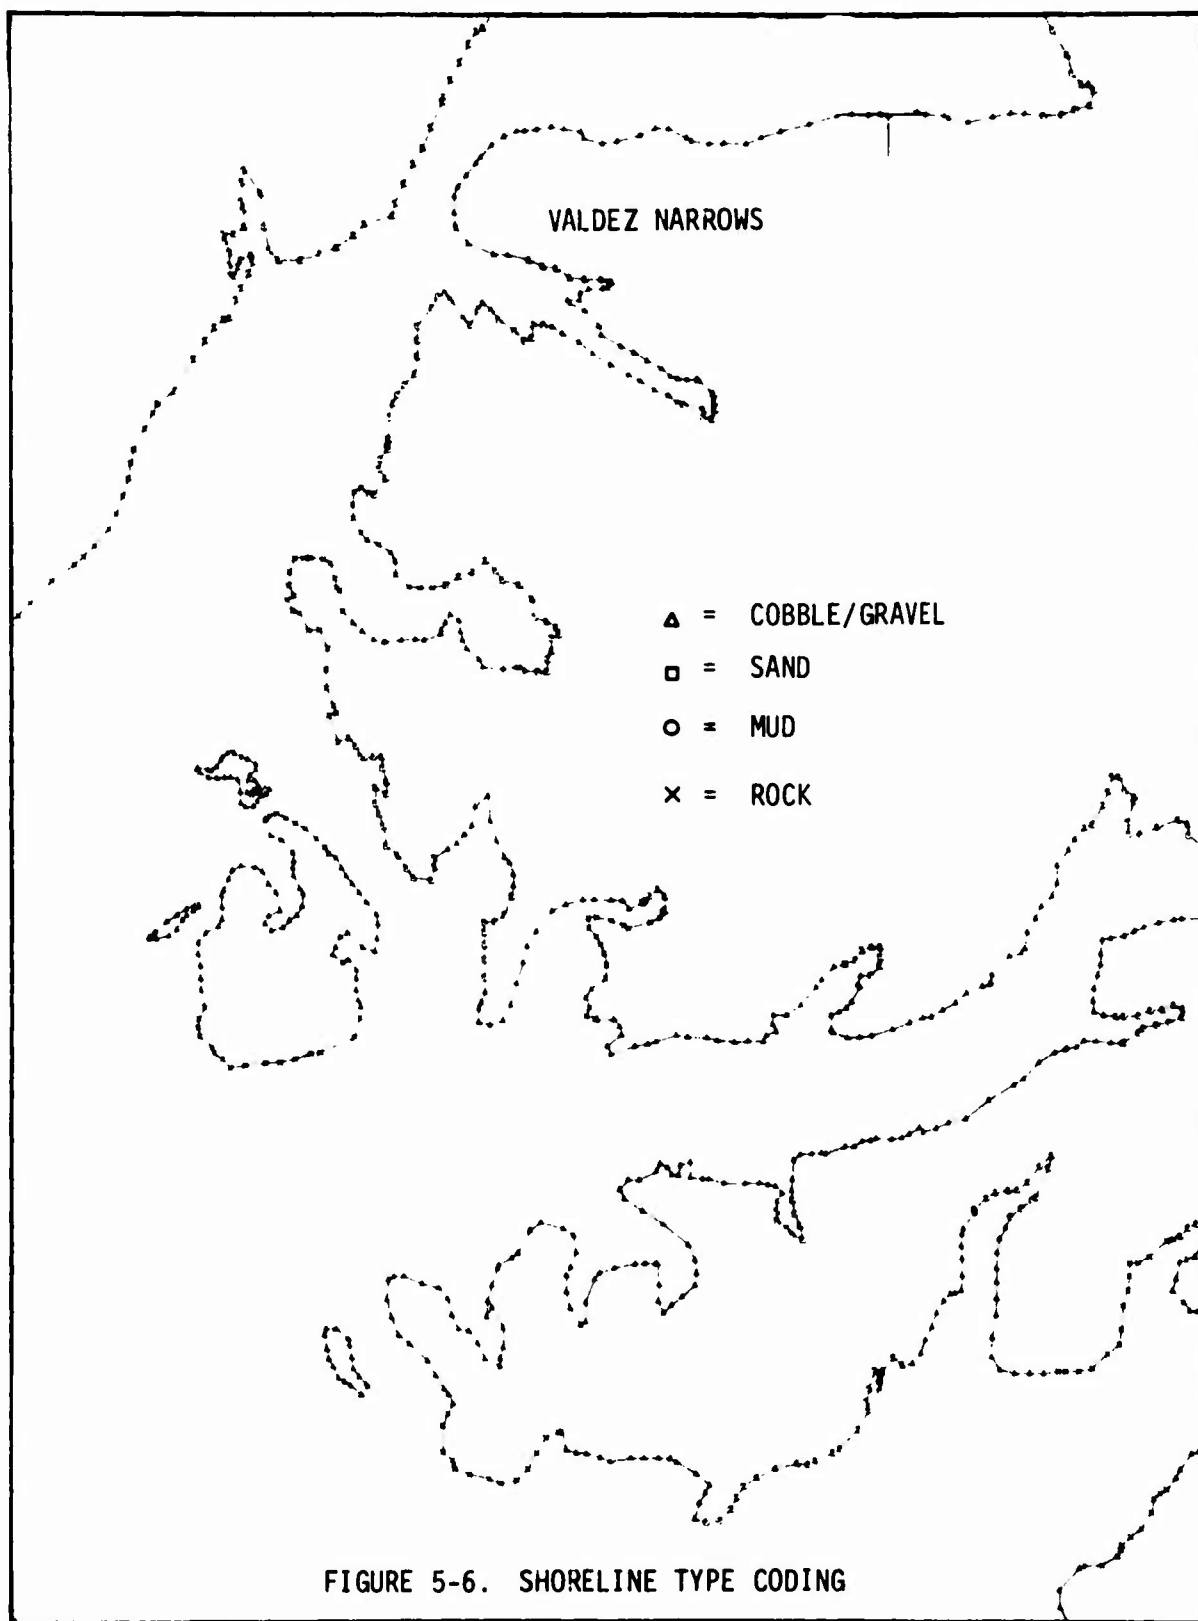 VALDEZ NARROWS
△ = COBBLE/GRAVEL
□ = SAND
○ = MUD
× = ROCK
FIGURE 5-6. SHORELINE TYPE CODING